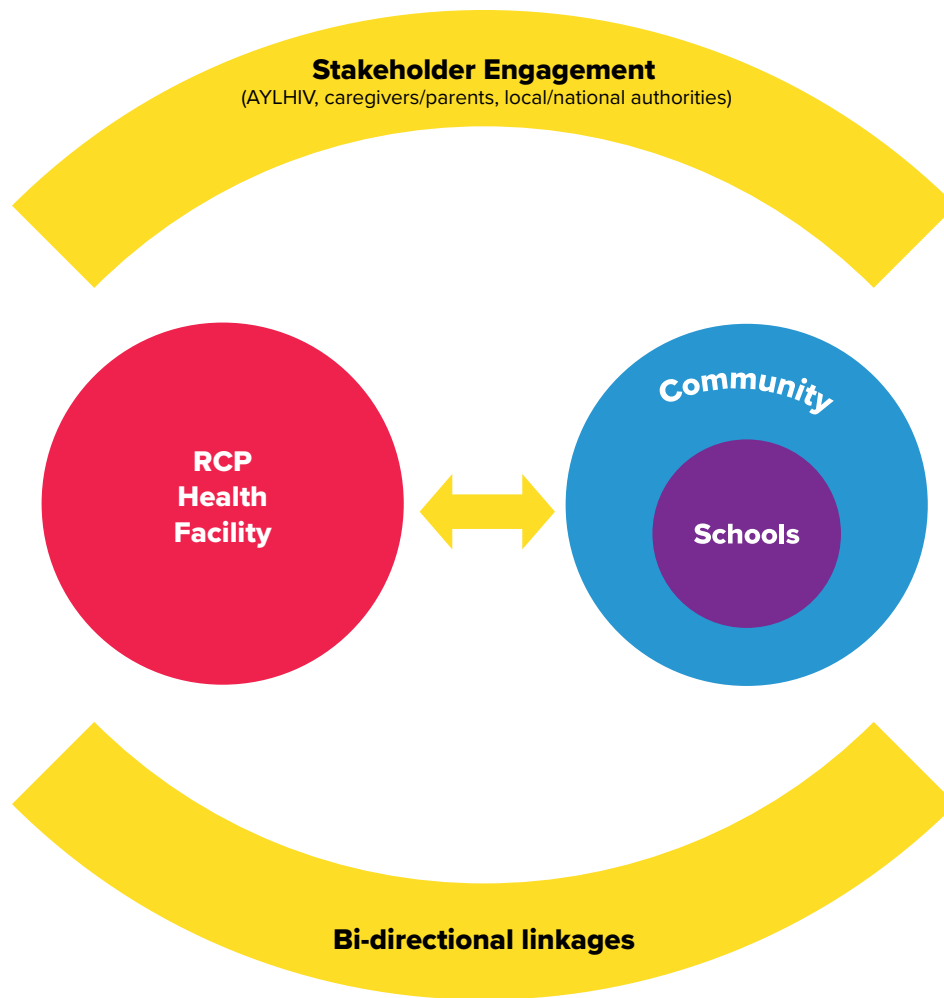 Stakeholder Engagement
(AYLHIV, caregivers/parents, local/national authorities)
RCP
Health
Facility
Community
Schools
Bi-directional linkages